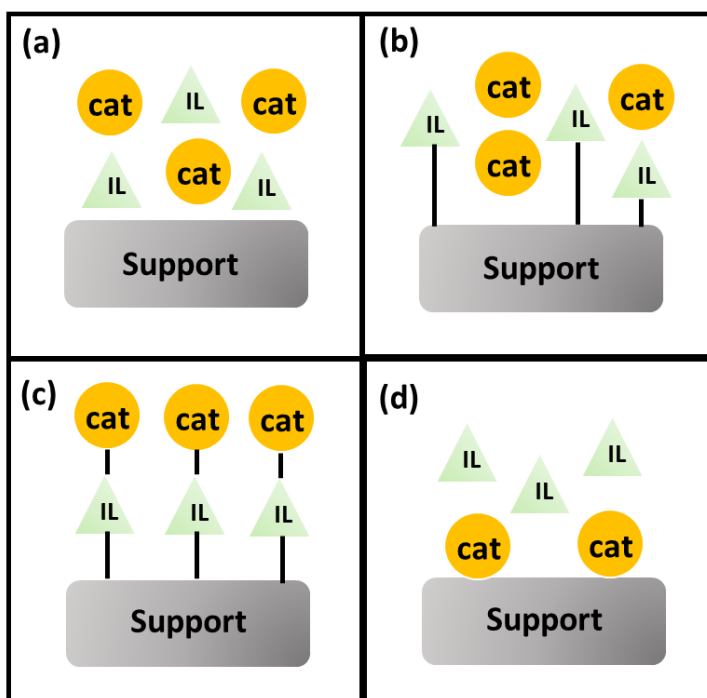 (a)
cat IL cat
IL cat IL
Support
(b)
cat IL cat
IL cat IL
Support
(c)
cat cat cat
IL IL IL
Support
(d)
IL IL
IL
cat cat
Support